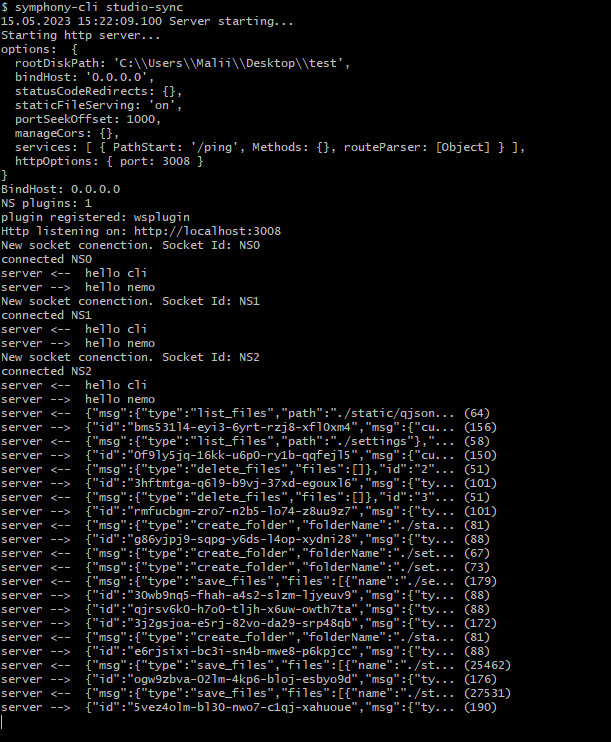 $ symphony-cli studio-sync
15.05.2023 15:22:09.100 Server starting...
Starting http server...
options:  {
  rootDiskPath: 'C:\\Users\\Malii\\Desktop\\test',
  bindHost: '0.0.0.0',
  statusCodeRedirects: {},
  staticFileServing: 'on',
  portSeekOffset: 1000,
  manageCors: {},
  services: [ { PathStart: '/ping', Methods: {}, routeParser: [Object] } ],
  httpOptions: { port: 3008 }
}
BindHost: 0.0.0.0
NS plugins: 1
plugin registered: wsplugin
Http listening on: http://localhost:3008
New socket conenction. Socket Id: NS0
connected NS0
server <--  hello cli
server -->  hello nemo
New socket conenction. Socket Id: NS1
connected NS1
server <--  hello cli
server -->  hello nemo
New socket conenction. Socket Id: NS2
connected NS2
server <--  hello cli
server -->  hello nemo
server <--  {"msg":{"type":"list_files","path":"./static/qjson... (64)
server -->  {"id":"bms531l4-eyi3-6yrt-rzj8-xfl0xm4","msg":{"cu... (156)
server <--  {"msg":{"type":"list_files","path":"./settings"},"... (58)
server -->  {"id":"0f9ly5jq-16kk-u6p0-ry1b-qqfejl5","msg":{"cu... (150)
server <--  {"msg":{"type":"delete_files","files":[]},"id":"2"... (51)
server -->  {"id":"3hftmtga-q6l9-b9vj-37xd-egouxl6","msg":{"ty... (101)
server <--  {"msg":{"type":"delete_files","files":[]},"id":"3"... (51)
server -->  {"id":"rmfucbgm-zro7-n2b5-lo74-z8uu9z7","msg":{"ty... (101)
server <--  {"msg":{"type":"create_folder","folderName":"./sta... (81)
server -->  {"id":"g86yjpj9-sqpg-y6ds-l4op-xydni28","msg":{"ty... (88)
server <--  {"msg":{"type":"create_folder","folderName":"./set... (67)
server <--  {"msg":{"type":"create_folder","folderName":"./set... (73)
server <--  {"msg":{"type":"save_files","files":[{"name":"./se... (179)
server -->  {"id":"30wb9nq5-fhah-a4s2-slzm-ljyeuv9","msg":{"ty... (88)
server -->  {"id":"qjrsv6k0-h7o0-tljh-x6uw-owth7ta","msg":{"ty... (88)
server -->  {"id":"3j2gsjoa-e5rj-82vo-da29-srp48qb","msg":{"ty... (172)
server <--  {"msg":{"type":"create_folder","folderName":"./sta... (81)
server -->  {"id":"e6rjsixi-bc3i-sn4b-mwe8-p6kpjcc","msg":{"ty... (88)
server <--  {"msg":{"type":"save_files","files":[{"name":"./st... (25462)
server -->  {"id":"ogw9zbva-02lm-4kp6-bloj-esbyo9d","msg":{"ty... (176)
server <--  {"msg":{"type":"save_files","files":[{"name":"./st... (27531)
server -->  {"id":"5vez4olm-bl30-nwo7-c1qj-xahuoue","msg":{"ty... (190)